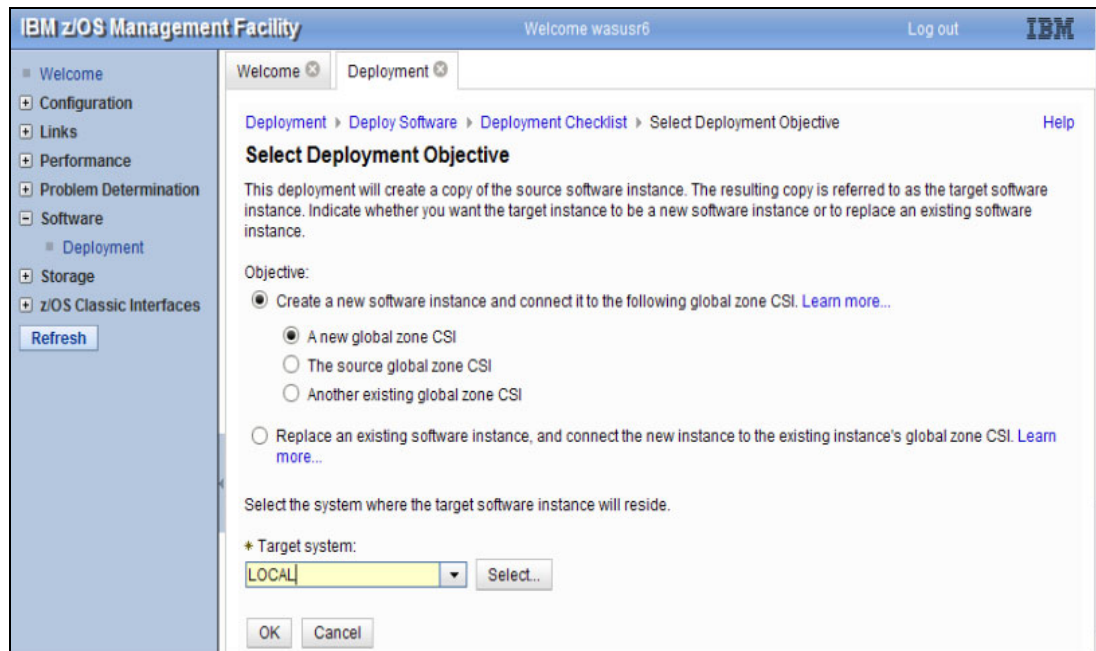 IBM z/OS Management Facility
Welcome wasusr6
Log out
IBM
Welcome
Configuration
Links
Performance
Problem Determination
Software
Deployment
Storage
z/OS Classic Interfaces
Refresh
Welcome
Deployment
Deployment Deploy Software Deployment Checklist Select Deployment Objective
Help
Select Deployment Objective
This deployment will create a copy of the source software instance. The resulting copy is referred to as the target software
instance. Indicate whether you want the target instance to be a new software instance or to replace an existing software
instance.
Objective:
Create a new software instance and connect it to the following global zone CSI. Learn more...
A new global zone CSI
The source global zone CSI
Another existing global zone CSI
Replace an existing software instance, and connect the new instance to the existing instance's global zone CSI. Learn
more...
Select the system where the target software instance will reside.
* Target system:
LOCAL
Select...
OK
Cancel